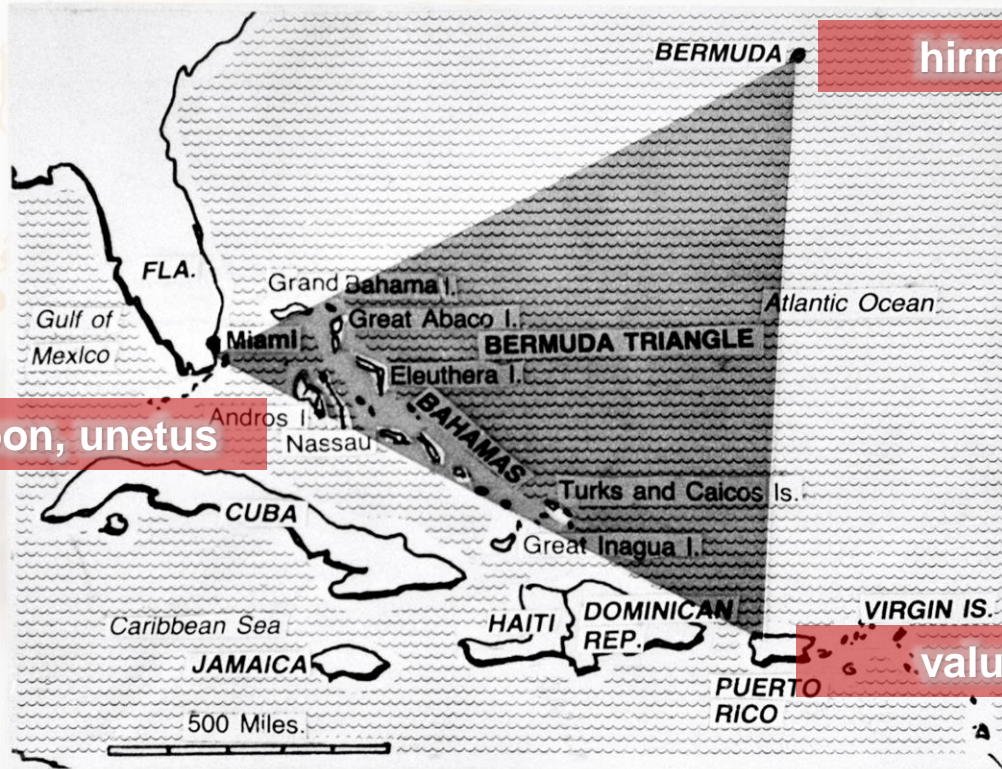 BERMUDA
hirm
FLA.
Grand Bahama I.
Atlantic Ocean
Gulf of
Mexico
Great Abaco I.
Miami
BERMUDA TRIANGLE
Eleuthera I.
Andros I.
oon, unetus
Nassau
BAHAMAS
Turks and Caicos Is.
CUBA
Great Inagua I.
Caribbean Sea
HAITI
DOMINICAN
REP.
VIRGIN IS.
JAMAICA
valu
PUERTO
RICO
500 Miles.